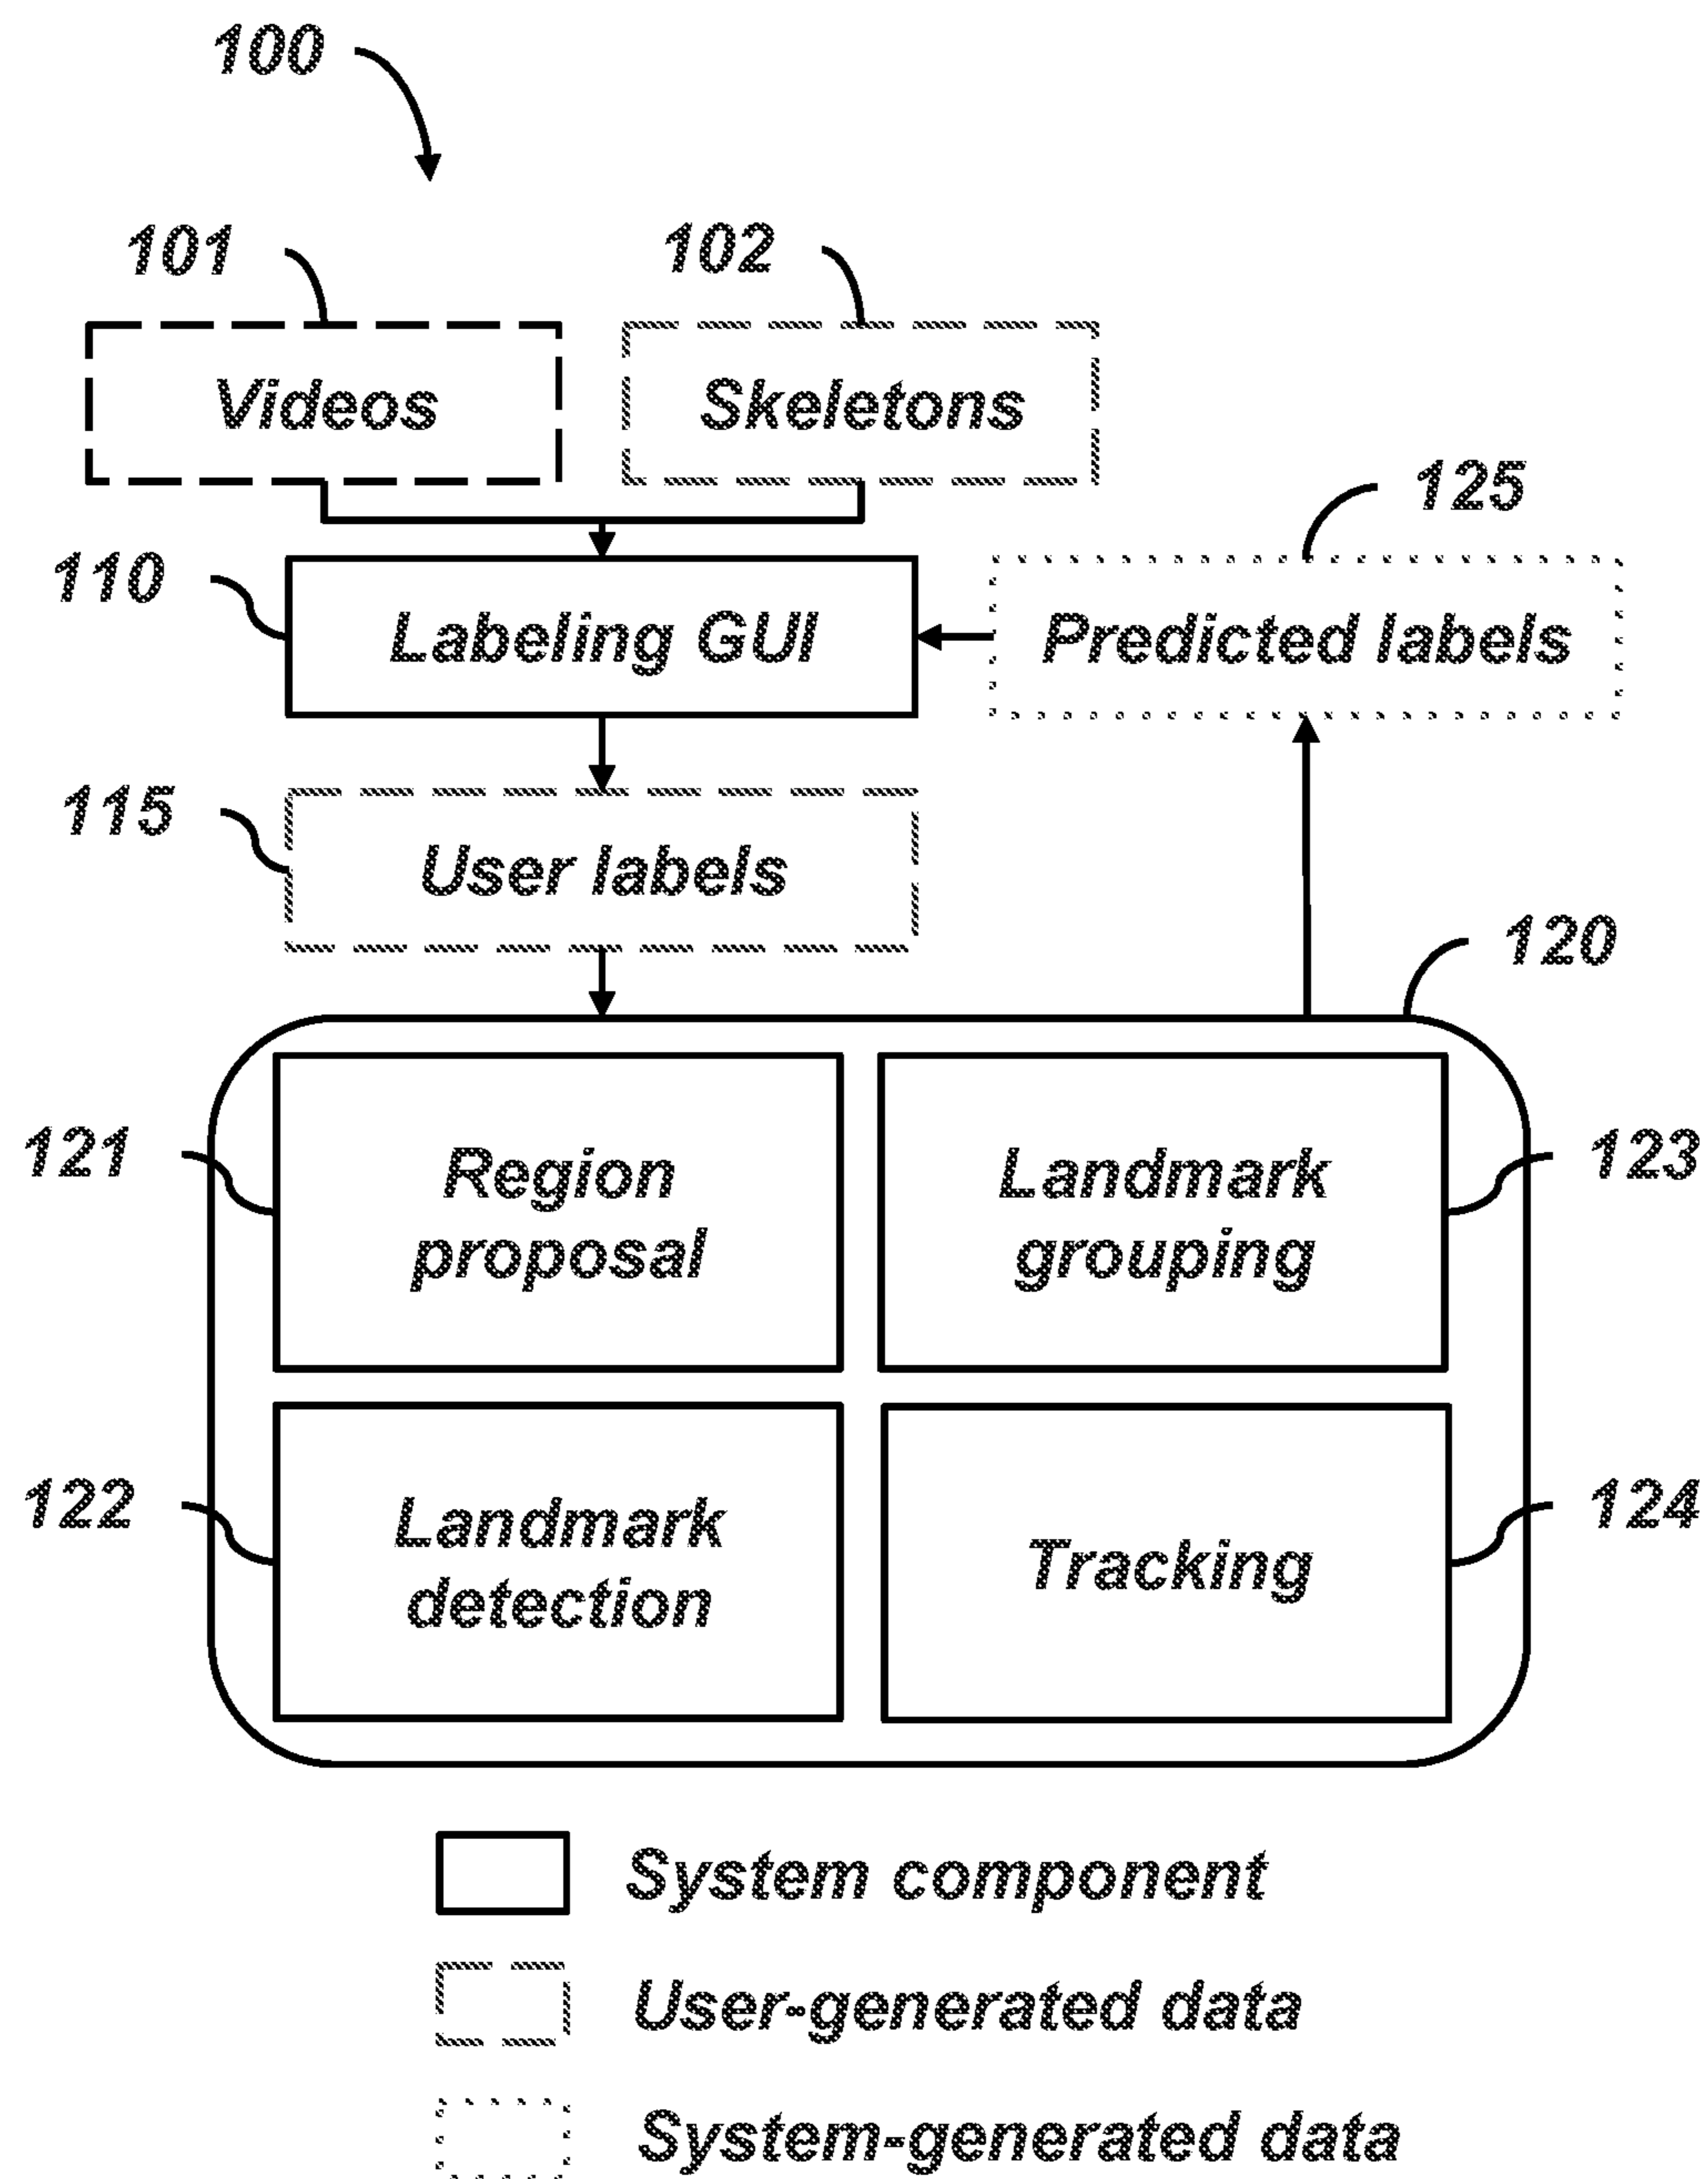 100
101
102
Videos
Skeletons
125
110
Labeling GUI
Predicted labels
115
User labels
120
121
Region
proposal
Landmark
grouping
123
122
Landmark
detection
Tracking
124
System component
User-generated data
System-generated data